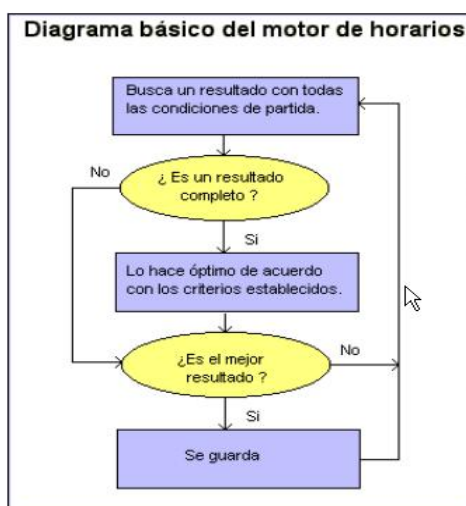 Diagrama básico del motor de horarios
Busca un resultado con todas
las condiciones de partida.
No
¿ Es un resultado
completo ?
Si
Lo hace óptimo de acuerdo
con los criterios establecidos.
¿Es el mejor
resultado ?
No
Si
Se guarda